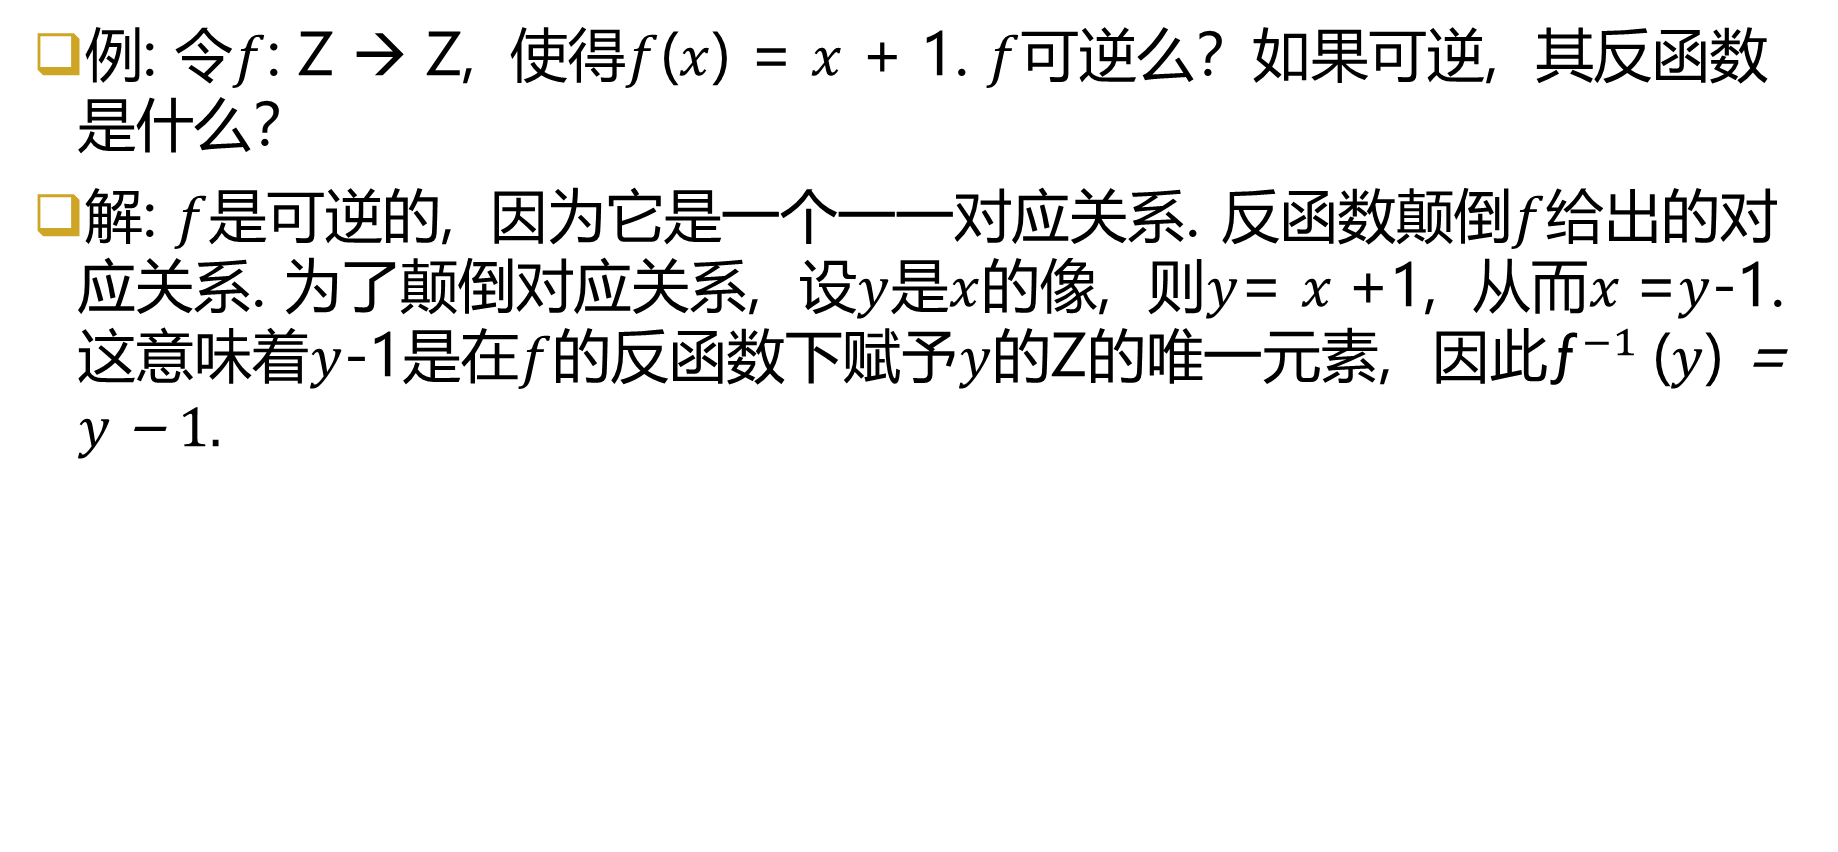 ❑例: 令f: Z → Z, 使得f(x) = x + 1. f可逆么? 如果可逆, 其反函数
是什么?
❑解: f是可逆的, 因为它是一个一一对应关系. 反函数颠倒f给出的对
应关系. 为了颠倒对应关系, 设y是x的像, 则y= x +1, 从而x =y-1.
这意味着y-1是在f的反函数下赋予y的Z的唯一元素, 因此f⁻¹ (y) =
y − 1.